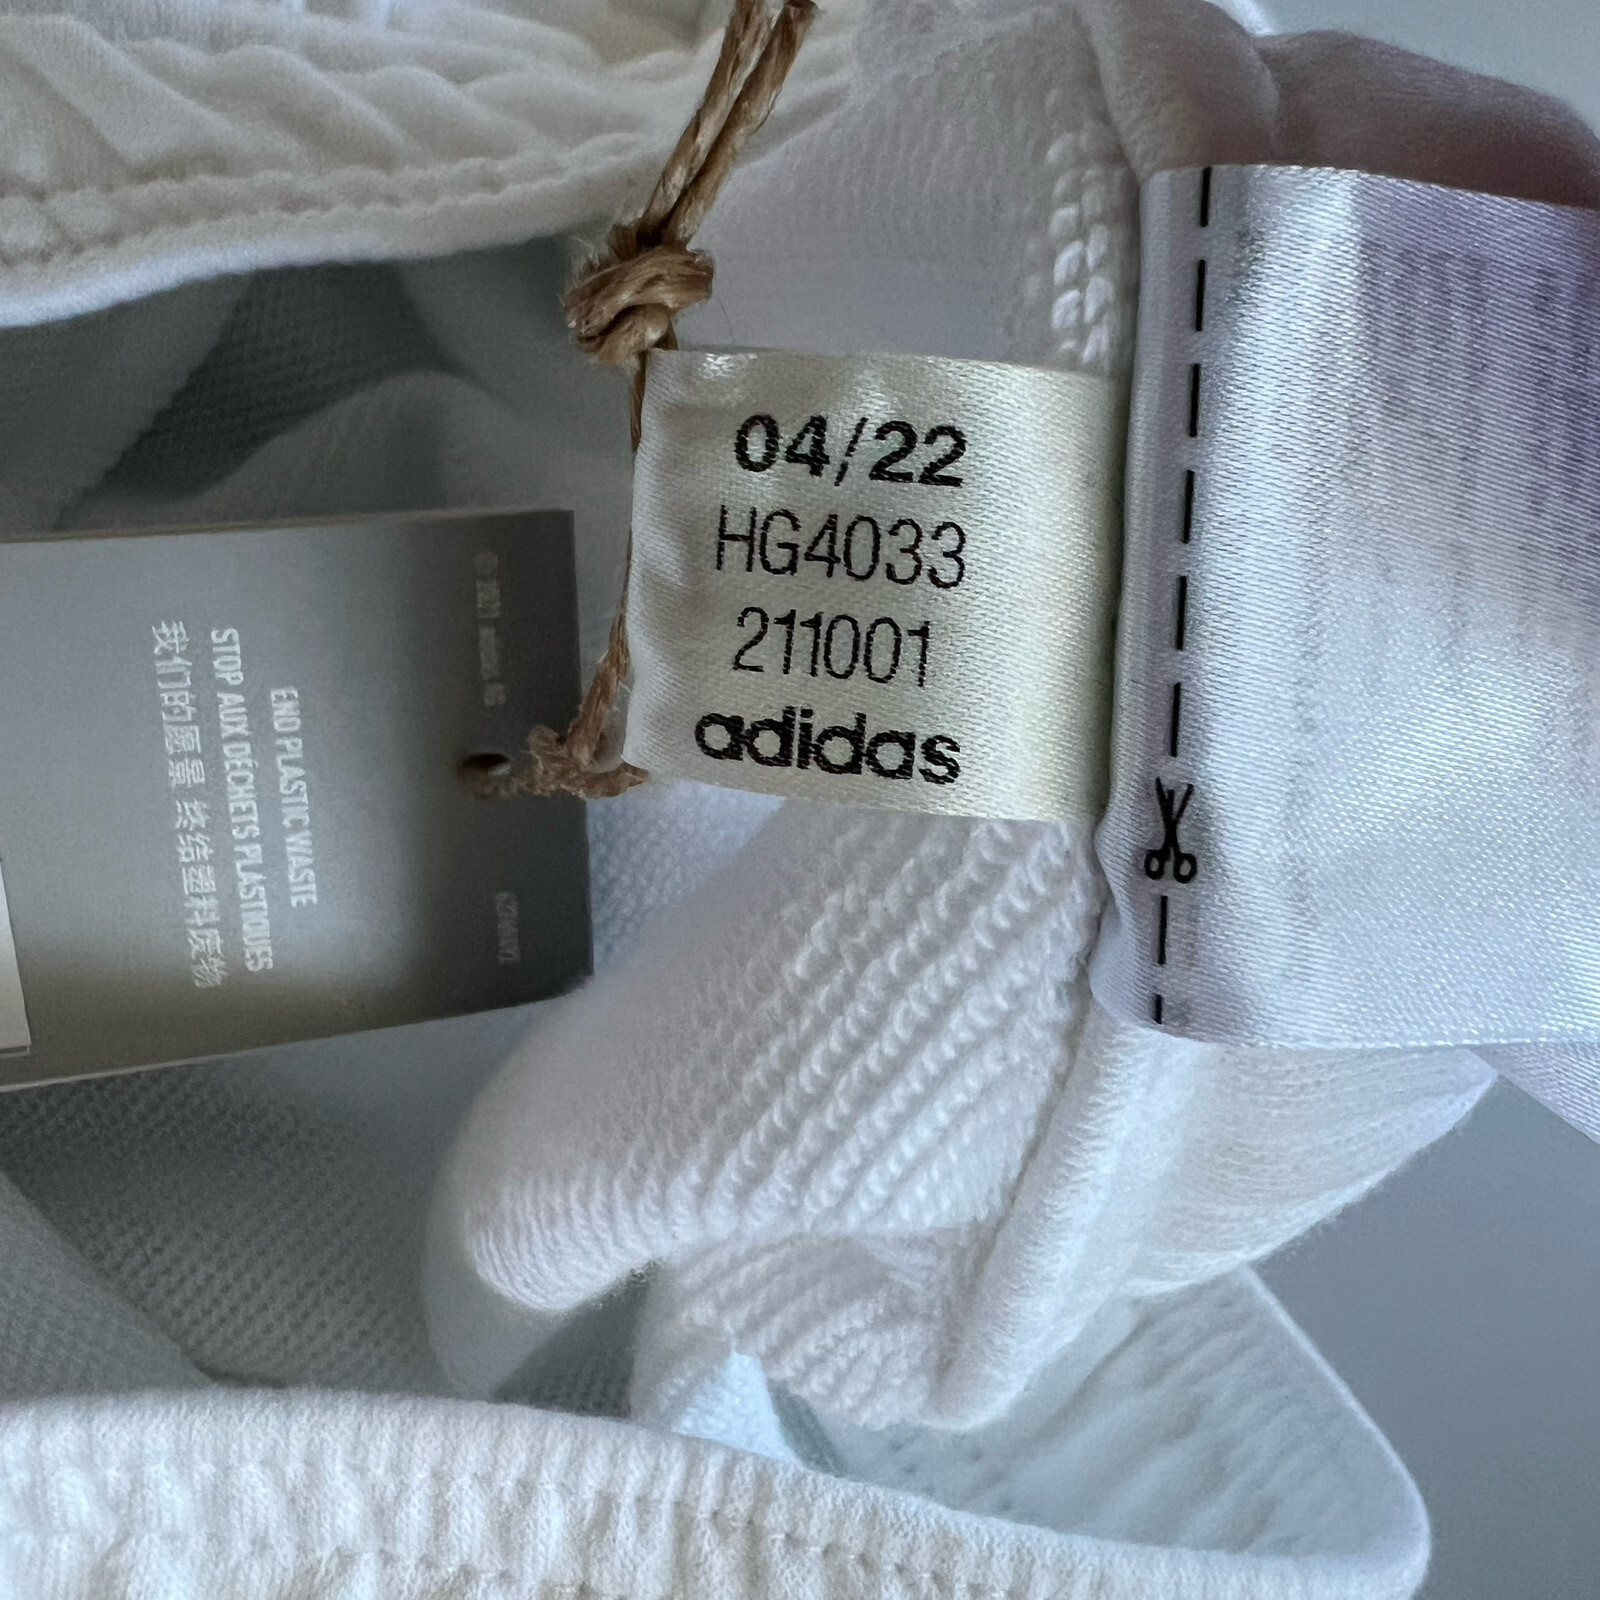 04/22
HG4033
211001
adidas
END PLASTIC WASTE
STOP AUX DÉCHETS PLASTIQUES
我们的愿景 终结塑料废物